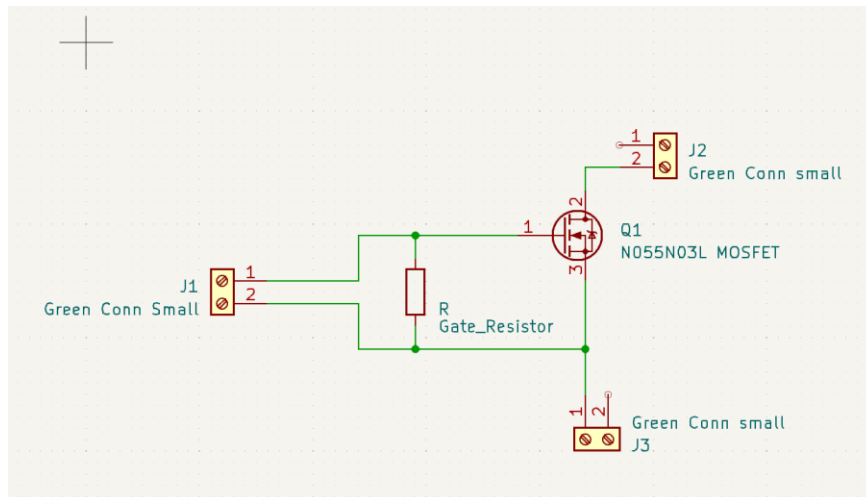 1
2
J2
Green Conn small
2
1
Q1
N055N03L MOSFET
3
J1
Green Conn Small
1
2
R
Gate_Resistor
1
2
Green Conn small
J3